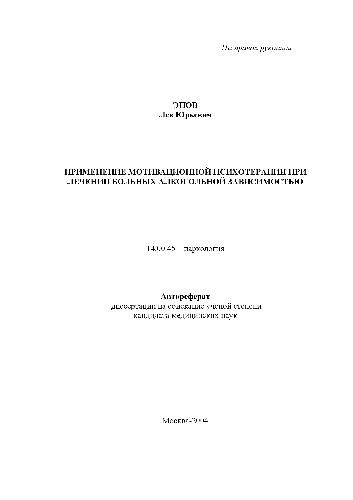 На правах рукописи
ЭПОВ
Лев Юрьевич
ПРИМЕНЕНИЕ МОТИВАЦИОННОЙ ПСИХОТЕРАПИИ ПРИ
ЛЕЧЕНИИ БОЛЬНЫХ АЛКОГОЛЬНОЙ ЗАВИСИМОСТЬЮ
14.00.45 – наркология
Автореферат
диссертации на соискание ученой степени
кандидата медицинских наук
Москва-2004